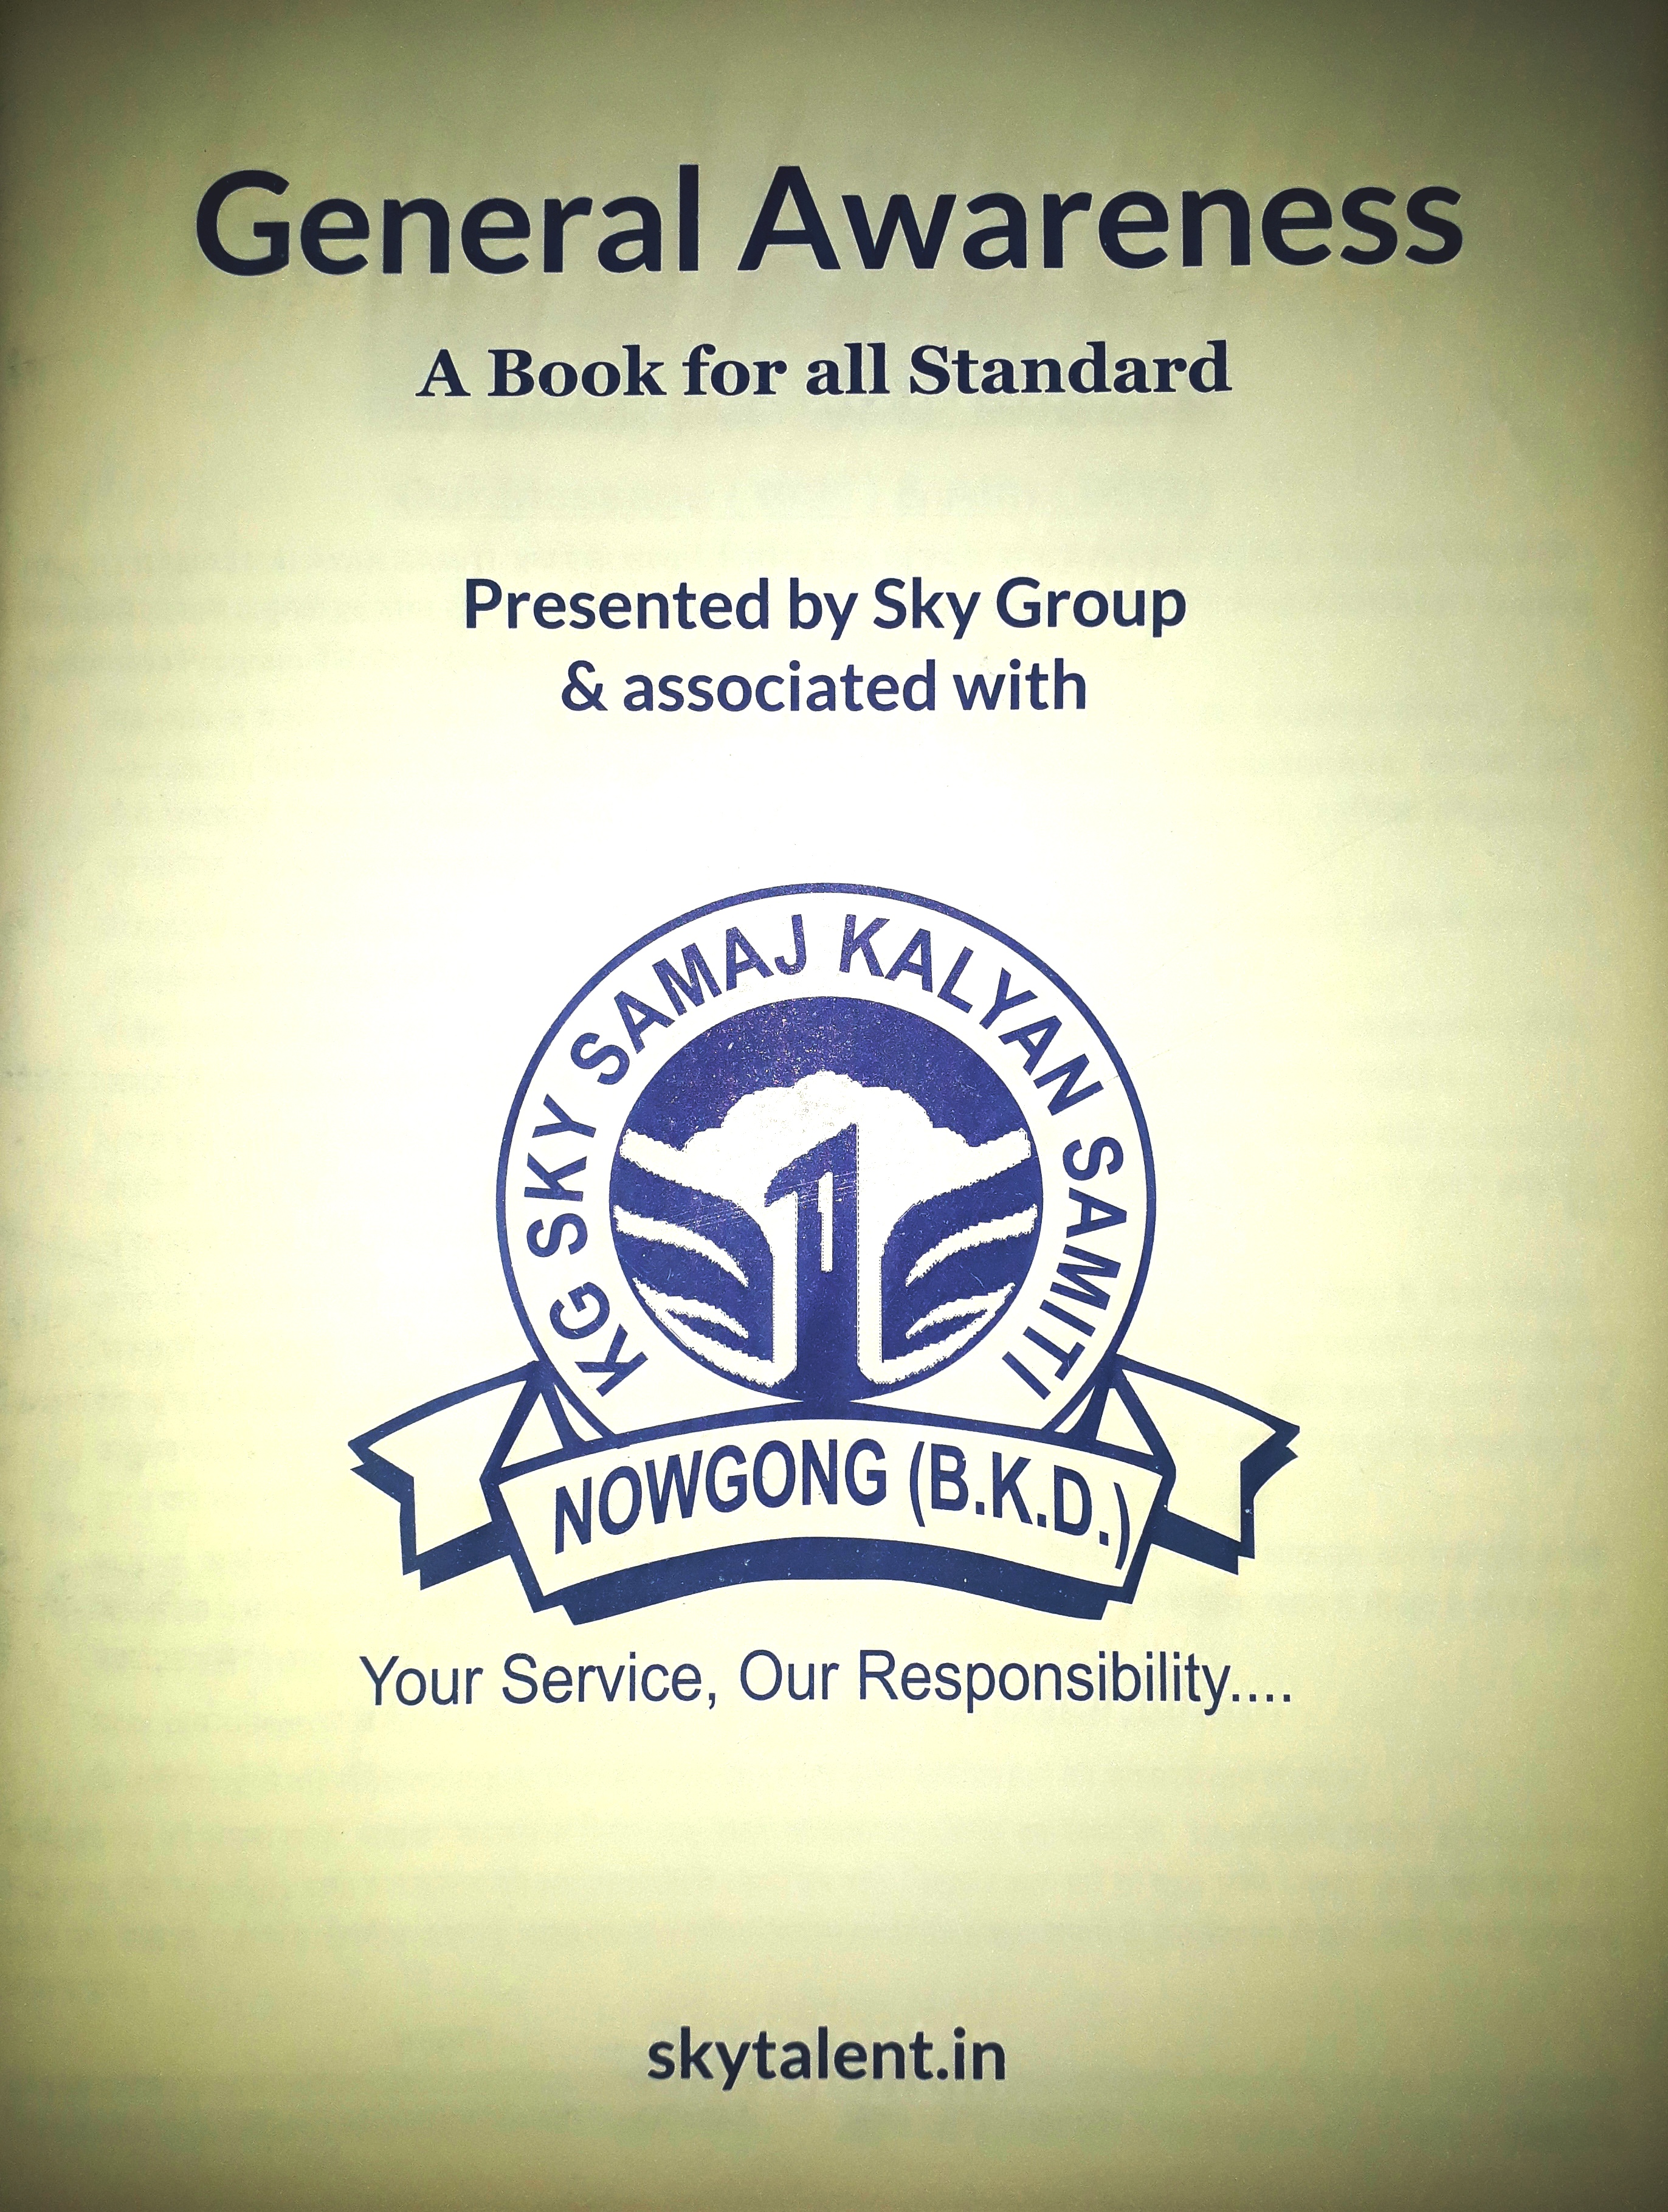 General Awareness
A Book for all Standard
Presented by Sky Group
& associated with
KG SKY SAMAJ KALYAN SAMITI
NOWGONG (B.K.D.)
Your Service, Our Responsibility....
skytalent.in